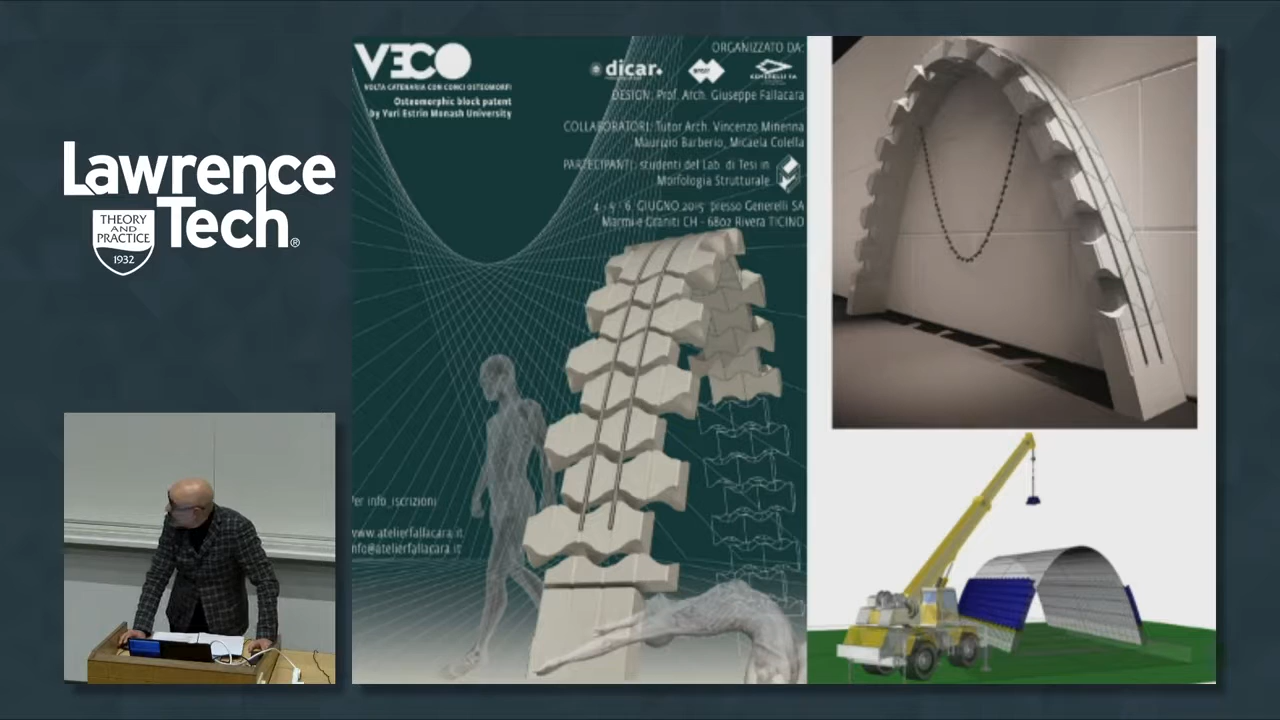 Lawrence
Tech®
THEORY
AND
PRACTICE
1932
VECO
VOLTA CATENARIA CON CONCI OSTEOMORFI
Osteomorphic block patent
by Yuri Estrin Monash University
ORGANIZZATO DA:
dicar
GENERELLI SA
DESIGN: Prof. Arch. Giuseppe Fallacara
COLLABORATORI: Tutor Arch. Vincenzo Minenna
Maurizio Barberio, Micaela Colella
PARTECIPANTI: studenti del Lab. di Tesi in
Morfologia Strutturale
4 - 5 - 6 GIUGNO 2015 presso Generelli SA
Marmi e Graniti CH - 6802 Rivera TICINO
Per info_iscrizioni
www.atelierfallacara.it
info@atelierfallacara.it